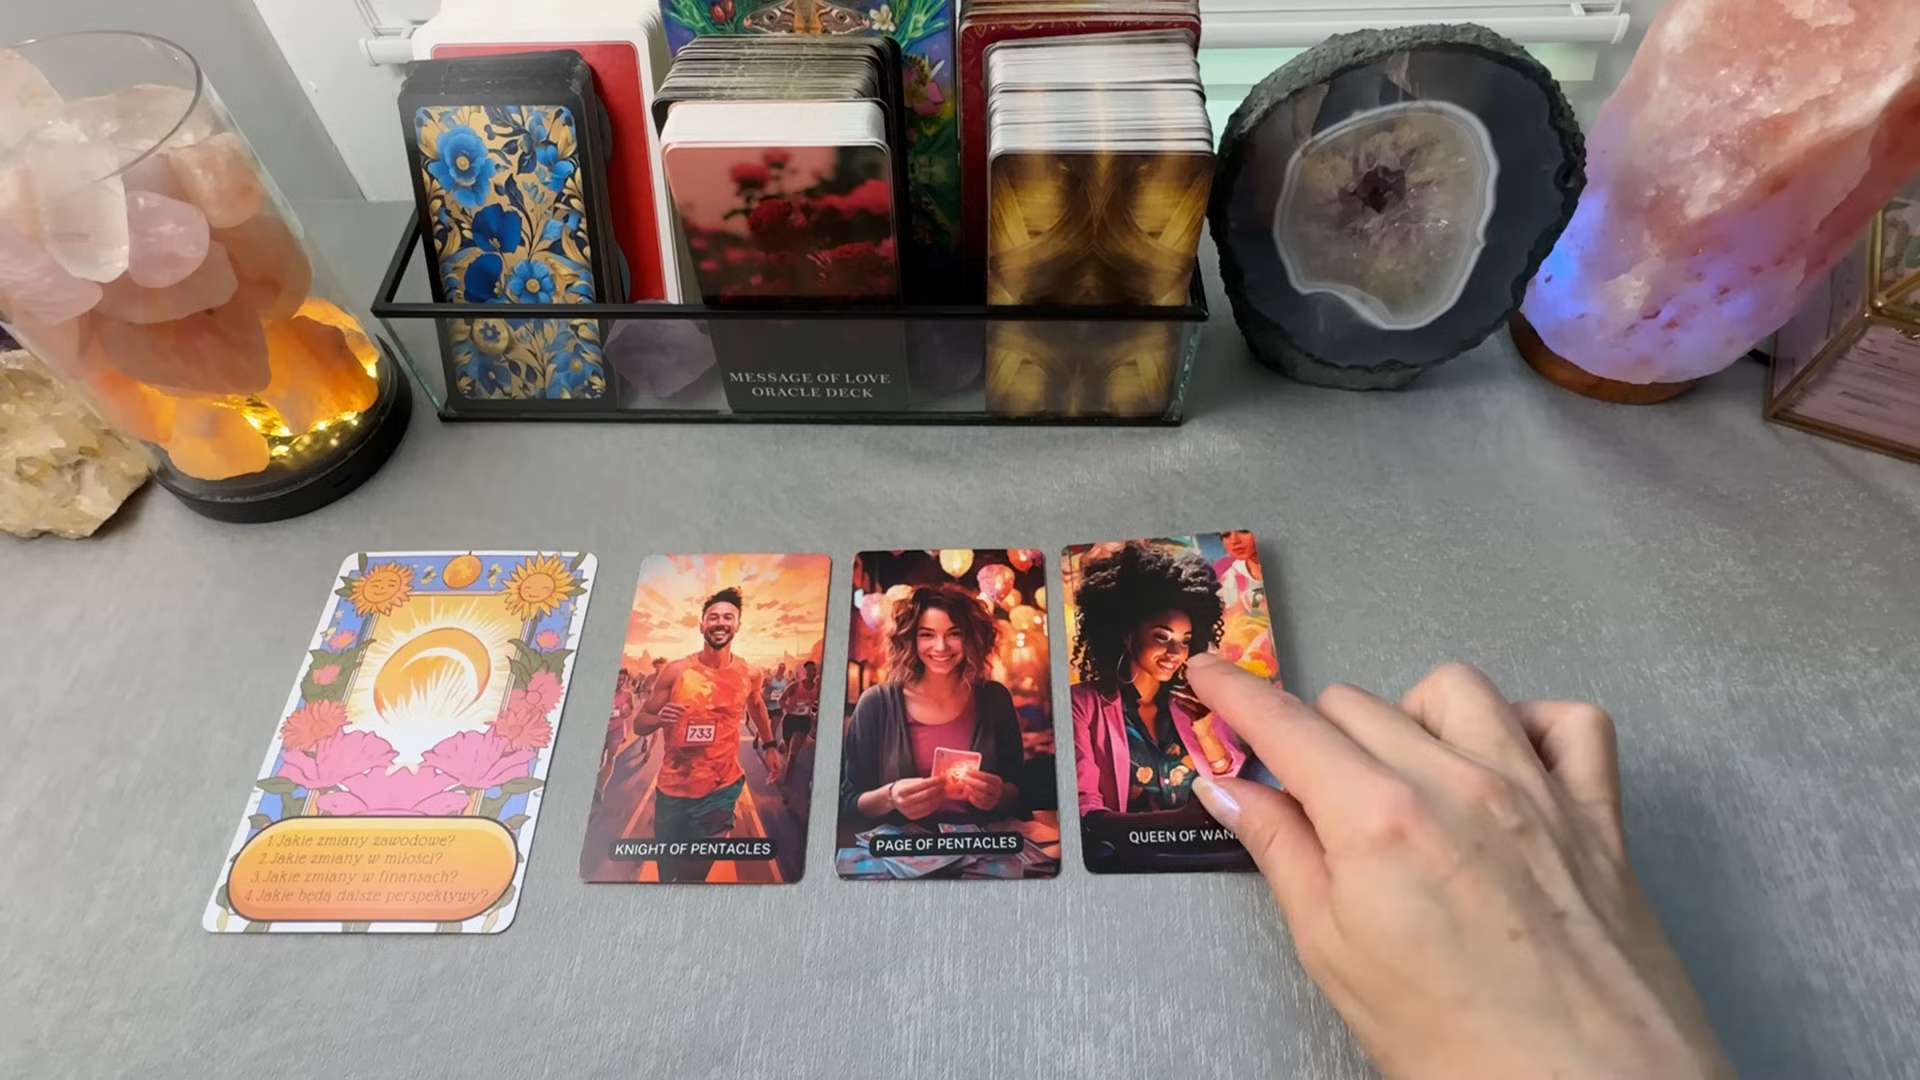 MESSAGE OF LOVE
ORACLE DECK
1. Jakie zmiany zawodowe?
2. Jakie zmiany w miłości?
3. Jakie zmiany w finansach?
4. Jakie będą dalsze perspektywy?
733
KNIGHT OF PENTACLES
PAGE OF PENTACLES
QUEEN OF WAN